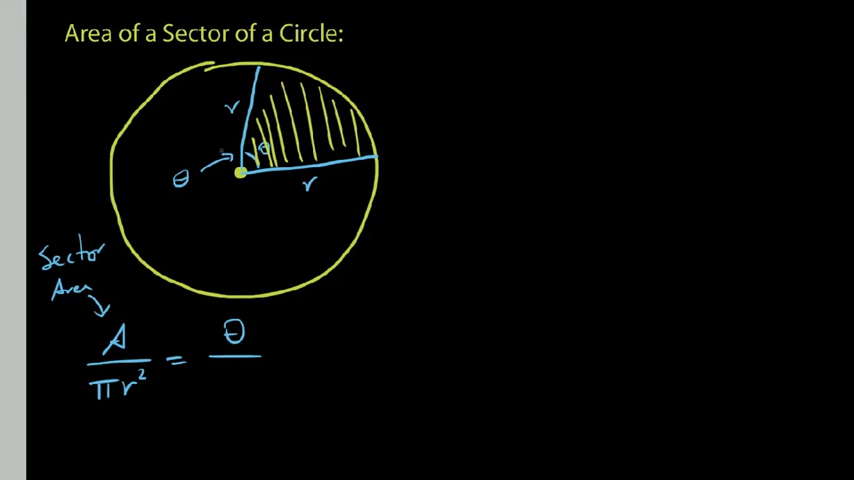 Area of a Sector of a Circle:
r
θ
θ
r
Sector
Area
A
πr² =
θ